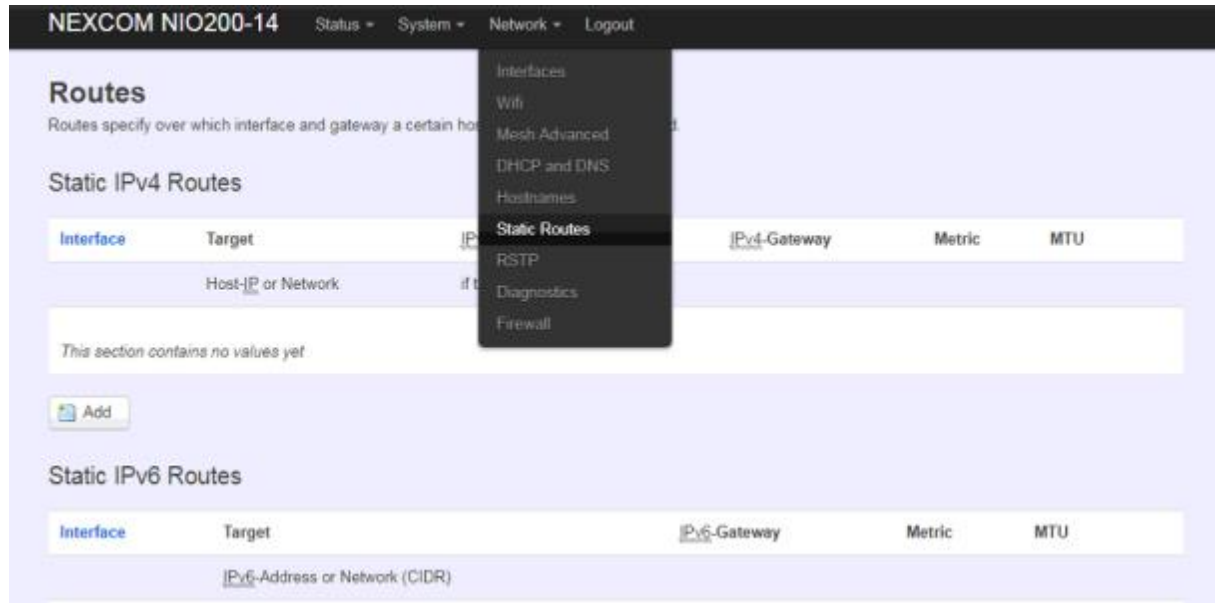 NEXCOM NIO200-14 Status System Network Logout
Interfaces
Wifi
Mesh Advanced
DHCP and DNS
Hostnames
Static Routes
RSTP
Diagnostics
Firewall
Routes
Routes specify over which interface and gateway a certain
Static IPv4 Routes
Interface Target IPv4-Gateway Metric MTU
Host-IP or Network if
This section contains no values yet
Add
Static IPv6 Routes
Interface Target IPv6-Gateway Metric MTU
IPv6-Address or Network (CIDR)